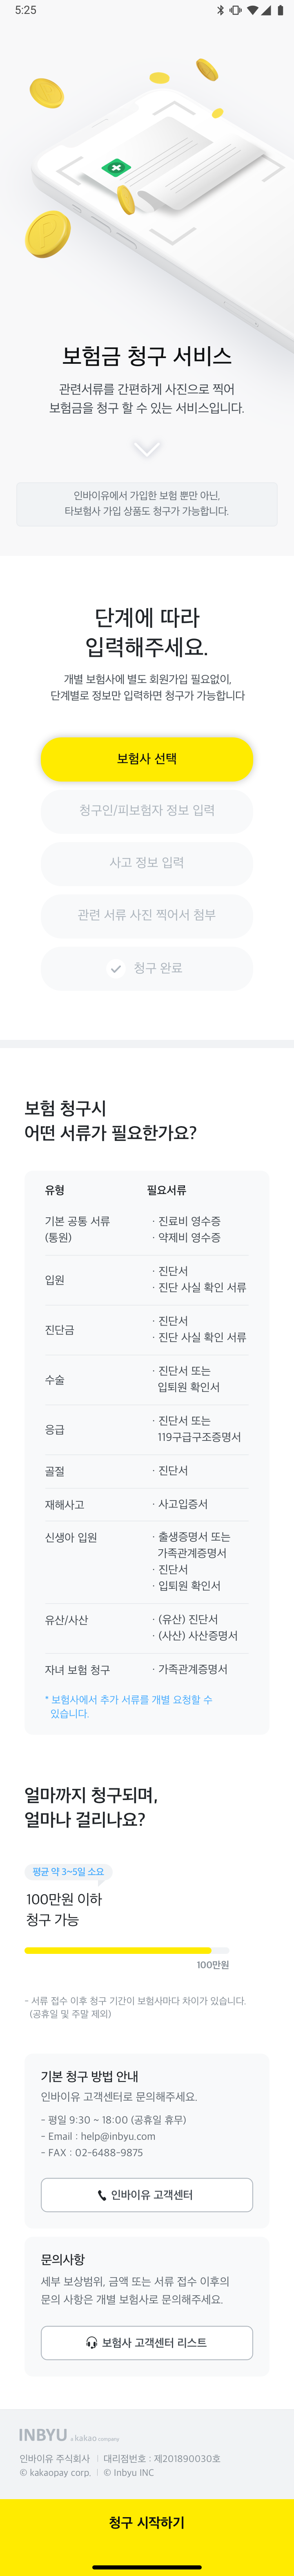 5:25
보험금 청구 서비스
관련서류를 간편하게 사진으로 찍어
보험금을 청구 할 수 있는 서비스입니다.
인바이유에서 가입한 보험 뿐만 아닌,
타보험사 가입 상품도 청구가 가능합니다.
단계에 따라
입력해주세요.
개별 보험사에 별도 회원가입 필요없이,
단계별로 정보만 입력하면 청구가 가능합니다
보험사 선택
청구인/피보험자 정보 입력
사고 정보 입력
관련 서류 사진 찍어서 첨부
청구 완료
보험 청구시
어떤 서류가 필요한가요?
유형 필요서류
기본 공통 서류 · 진료비 영수증
(통원) · 약제비 영수증
입원 · 진단서
· 진단 사실 확인 서류
진단금 · 진단서
· 진단 사실 확인 서류
수술 · 진단서 또는
입퇴원 확인서
응급 · 진단서 또는
119구급구조증명서
골절 · 진단서
재해사고 · 사고입증서
신생아 입원 · 출생증명서 또는
가족관계증명서
· 진단서
· 입퇴원 확인서
유산/사산 · (유산) 진단서
· (사산) 사산증명서
자녀 보험 청구 · 가족관계증명서
* 보험사에서 추가 서류를 개별 요청할 수
있습니다.
얼마까지 청구되며,
얼마나 걸리나요?
평균 약 3~5일 소요
100만원 이하
청구 가능
100만원
- 서류 접수 이후 청구 기간이 보험사마다 차이가 있습니다.
(공휴일 및 주말 제외)
기본 청구 방법 안내
인바이유 고객센터로 문의해주세요.
- 평일 9:30 ~ 18:00 (공휴일 휴무)
- Email : help@inbyu.com
- FAX : 02-6488-9875
인바이유 고객센터
문의사항
세부 보상범위, 금액 또는 서류 접수 이후의
문의 사항은 개별 보험사로 문의해주세요.
보험사 고객센터 리스트
INBYU a kakao company
인바이유 주식회사 | 대리점번호 : 제201890030호
© kakaopay corp. | © Inbyu INC
청구 시작하기